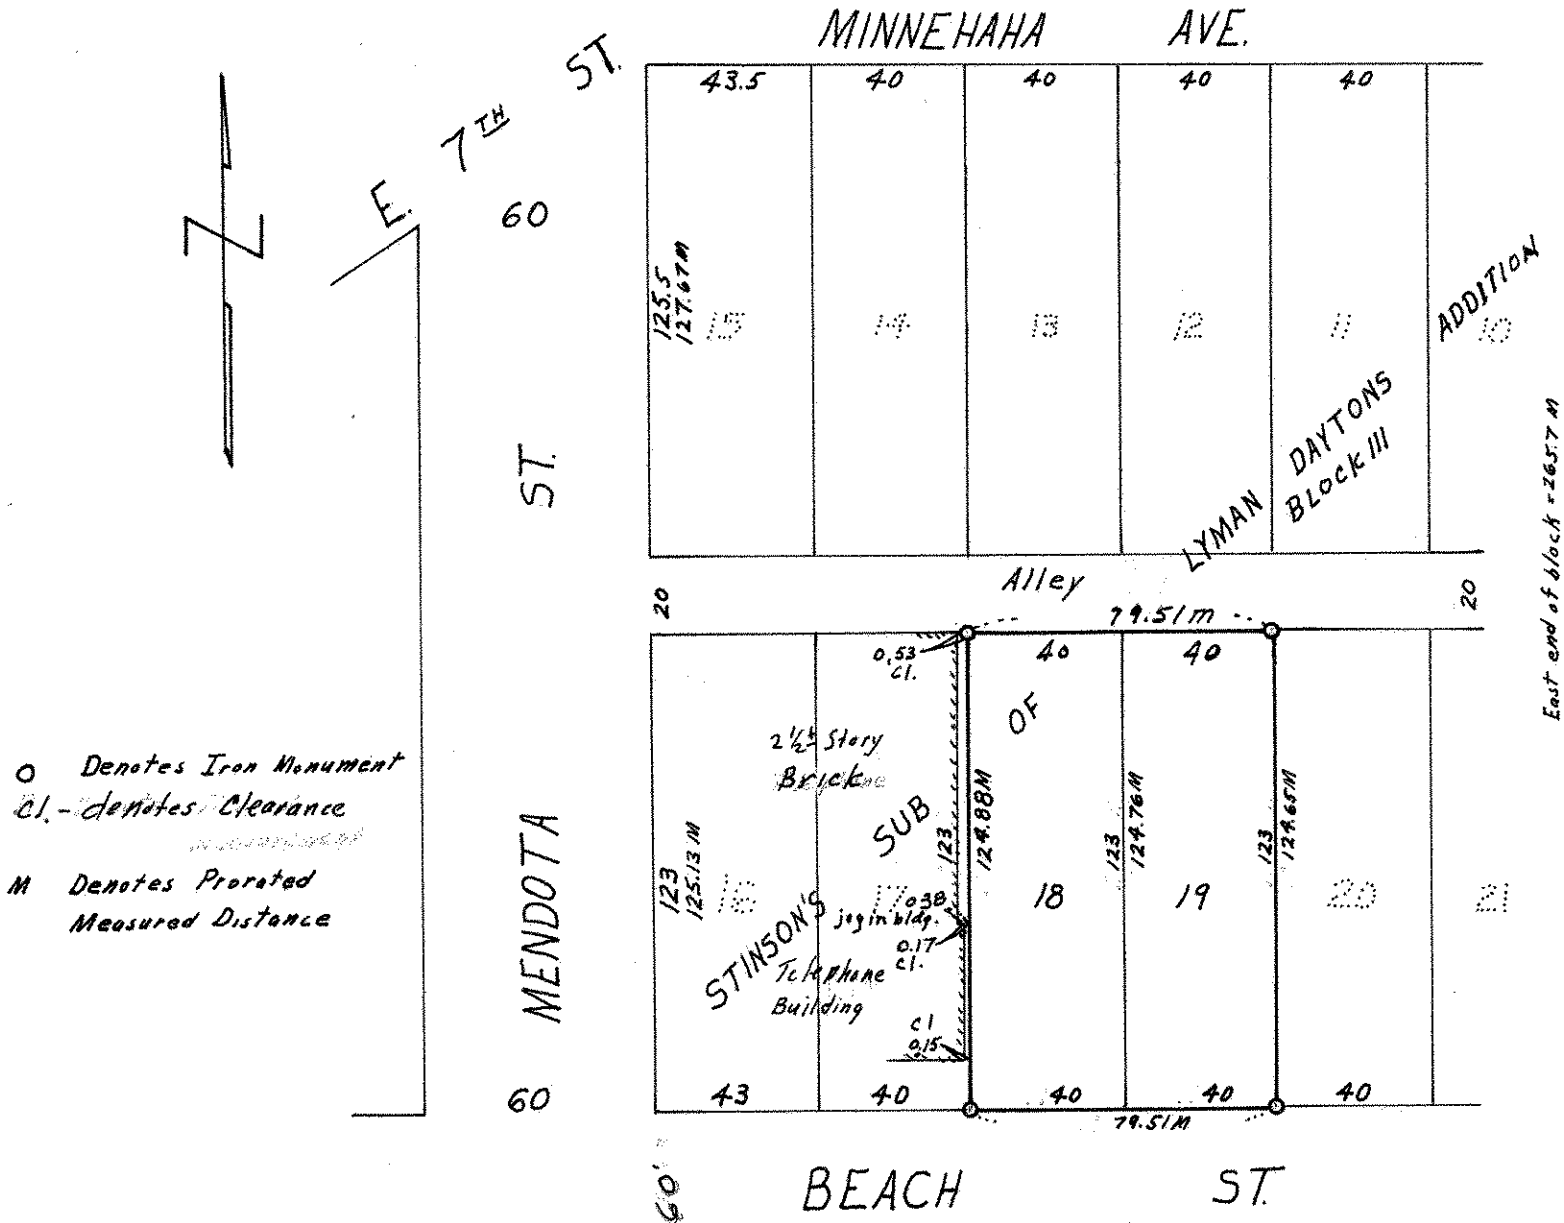 MINNEHAHA AVE.
E. 7TH ST.
43.5 40 40 40 40
60
125.5
127.67M
15 14 13 12 11 10
ADDITION
LYMAN DAYTONS
BLOCK 111
East end of block = 265.7 M
ST.
MENDOTA
20 Alley 20
79.51m
0.53
cl.
40 40
OF
SUB
STINSON'S
2 1/2 Story
Brick
Telephone
Building
O Denotes Iron Monument
Cl. - denotes Clearance
M Denotes Prorated
Measured Distance
123
125.13 M
123
124.88M
123
124.76M
123
124.65M
16 17 18 19 20 21
0.38
jog in bldg.
0.17
cl.
cl
0.15
60
43 40 40 40 40
79.51M
60'
BEACH ST.